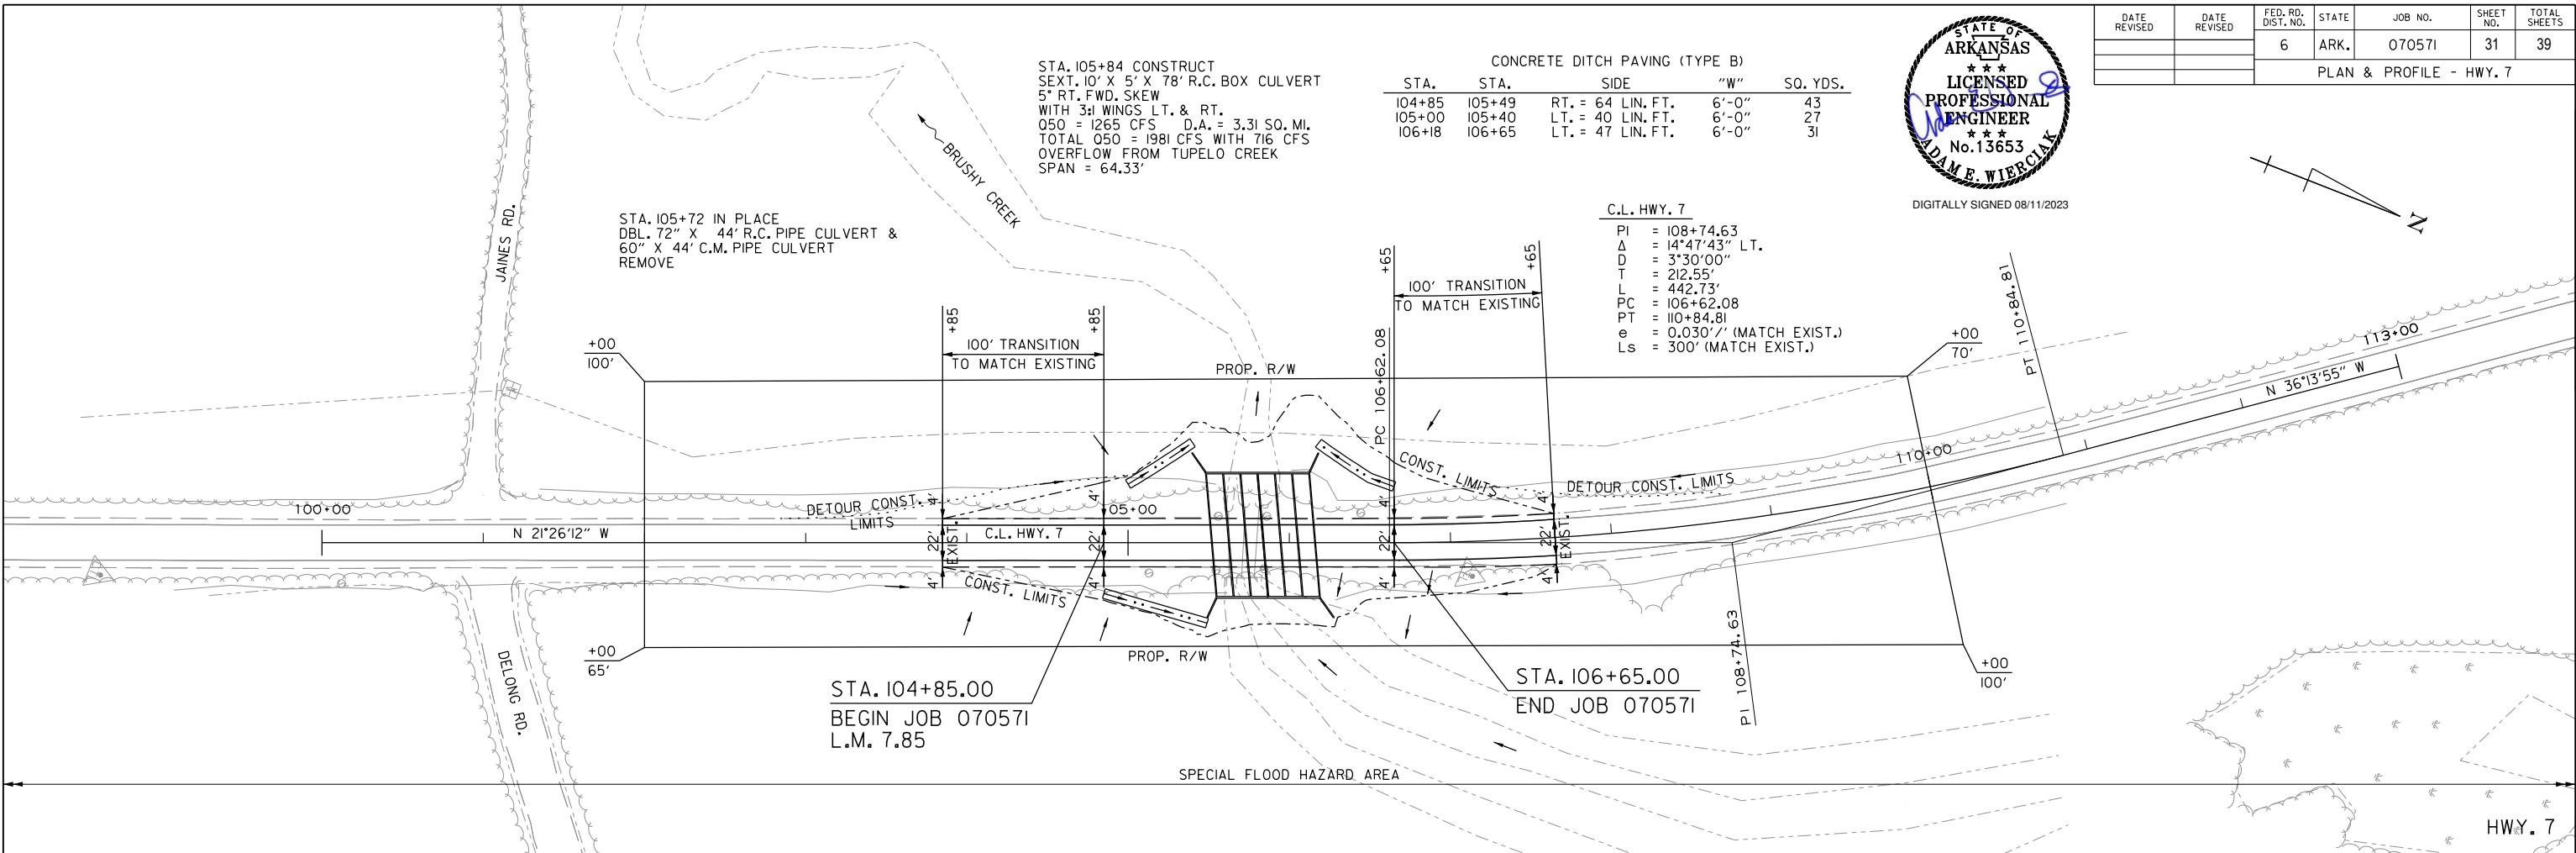 DATE REVISED
DATE REVISED
FED. RD. DIST. NO.
STATE
JOB NO.
SHEET NO.
TOTAL SHEETS
6
ARK.
070571
31
39
PLAN & PROFILE - HWY. 7
STATE OF
ARKANSAS
★ ★ ★
LICENSED
PROFESSIONAL
ENGINEER
★ ★ ★
No.13653
ADAM E. WIERCIAK
DIGITALLY SIGNED 08/11/2023
STA. 105+84 CONSTRUCT
SEXT. 10' X 5' X 78' R.C. BOX CULVERT
5° RT. FWD. SKEW
WITH 3:1 WINGS LT. & RT.
Q50 = 1265 CFS D.A. = 3.31 SQ. MI.
TOTAL Q50 = 1981 CFS WITH 716 CFS
OVERFLOW FROM TUPELO CREEK
SPAN = 64.33'
CONCRETE DITCH PAVING (TYPE B)
STA. STA. SIDE "W" SQ. YDS.
104+85 105+49 RT. = 64 LIN. FT. 6'-0" 43
105+00 105+40 LT. = 40 LIN. FT. 6'-0" 27
106+18 106+65 LT. = 47 LIN. FT. 6'-0" 31
STA. 105+72 IN PLACE
DBL. 72" X 44' R.C. PIPE CULVERT &
60" X 44' C.M. PIPE CULVERT
REMOVE
C.L. HWY. 7
PI = 108+74.63
Δ = 14°47'43" LT.
D = 3°30'00"
T = 212.55'
L = 442.73'
PC = 106+62.08
PT = 110+84.81
e = 0.030'/' (MATCH EXIST.)
Ls = 300' (MATCH EXIST.)
N
BRUSHY CREEK
JAINES RD.
+85
+85
100' TRANSITION
TO MATCH EXISTING
+65
+65
100' TRANSITION
TO MATCH EXISTING
PC 106+62.08
PT 110+84.81
+00
100'
+00
70'
PROP. R/W
113+00
N 36°13'55" W
110+00
CONST. LIMITS
DETOUR CONST. LIMITS
DETOUR CONST.
LIMITS
100+00
05+00
N 21°26'12" W
C.L. HWY. 7
4'
22'
EXIST.
4'
4'
22'
4'
4'
22'
4'
4'
22'
EXIST.
4'
CONST. LIMITS
+00
65'
PROP. R/W
+00
100'
DELONG RD.
STA. 104+85.00
BEGIN JOB 070571
L.M. 7.85
STA. 106+65.00
END JOB 070571
PI 108+74.63
SPECIAL FLOOD HAZARD AREA
HWY. 7